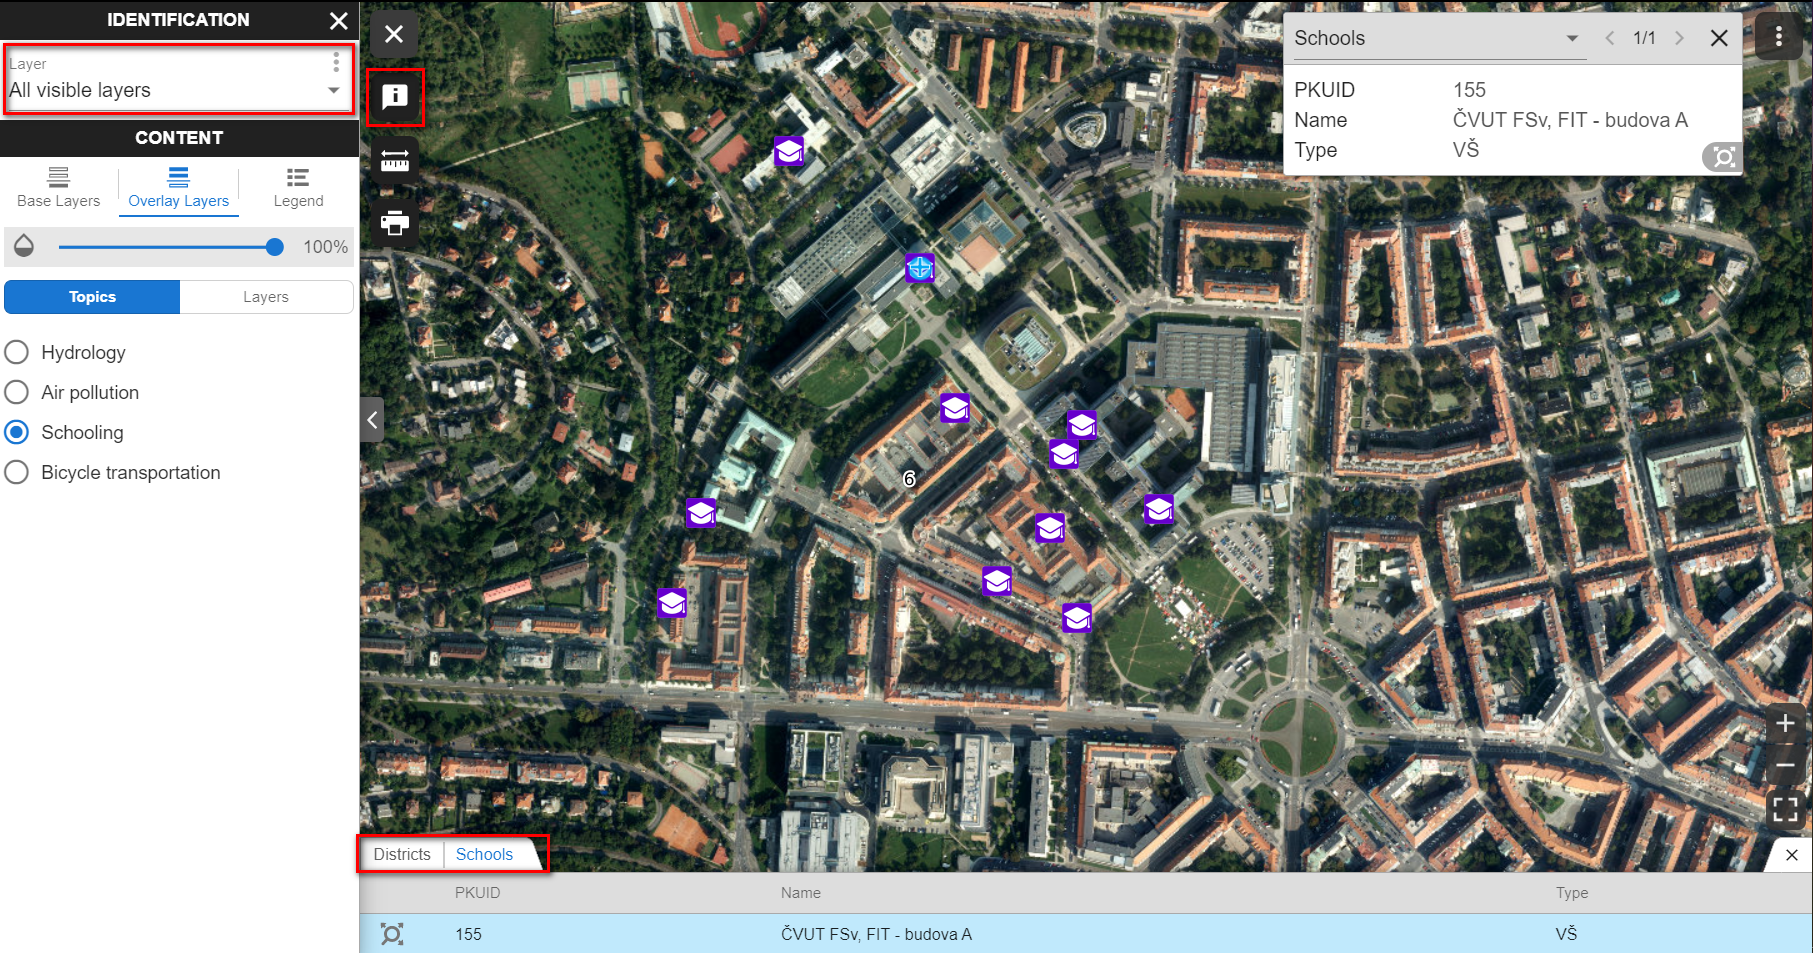 IDENTIFICATION
Layer
All visible layers
CONTENT
Base Layers
Overlay Layers
Legend
100%
Topics
Layers
Hydrology
Air pollution
Schooling
Bicycle transportation
Schools
1/1
PKUID 155
Name ČVUT FSv, FIT - budova A
Type VŠ
6
Districts
Schools
PKUID Name Type
155 ČVUT FSv, FIT - budova A VŠ